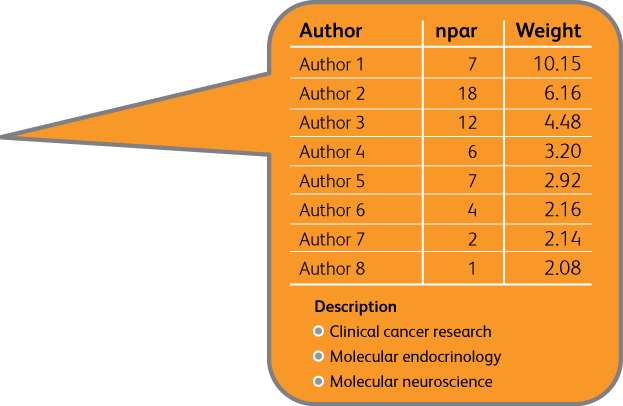 Author npar Weight
Author 1 7 10.15
Author 2 18 6.16
Author 3 12 4.48
Author 4 6 3.20
Author 5 7 2.92
Author 6 4 2.16
Author 7 2 2.14
Author 8 1 2.08
Description
Clinical cancer research
Molecular endocrinology
Molecular neuroscience